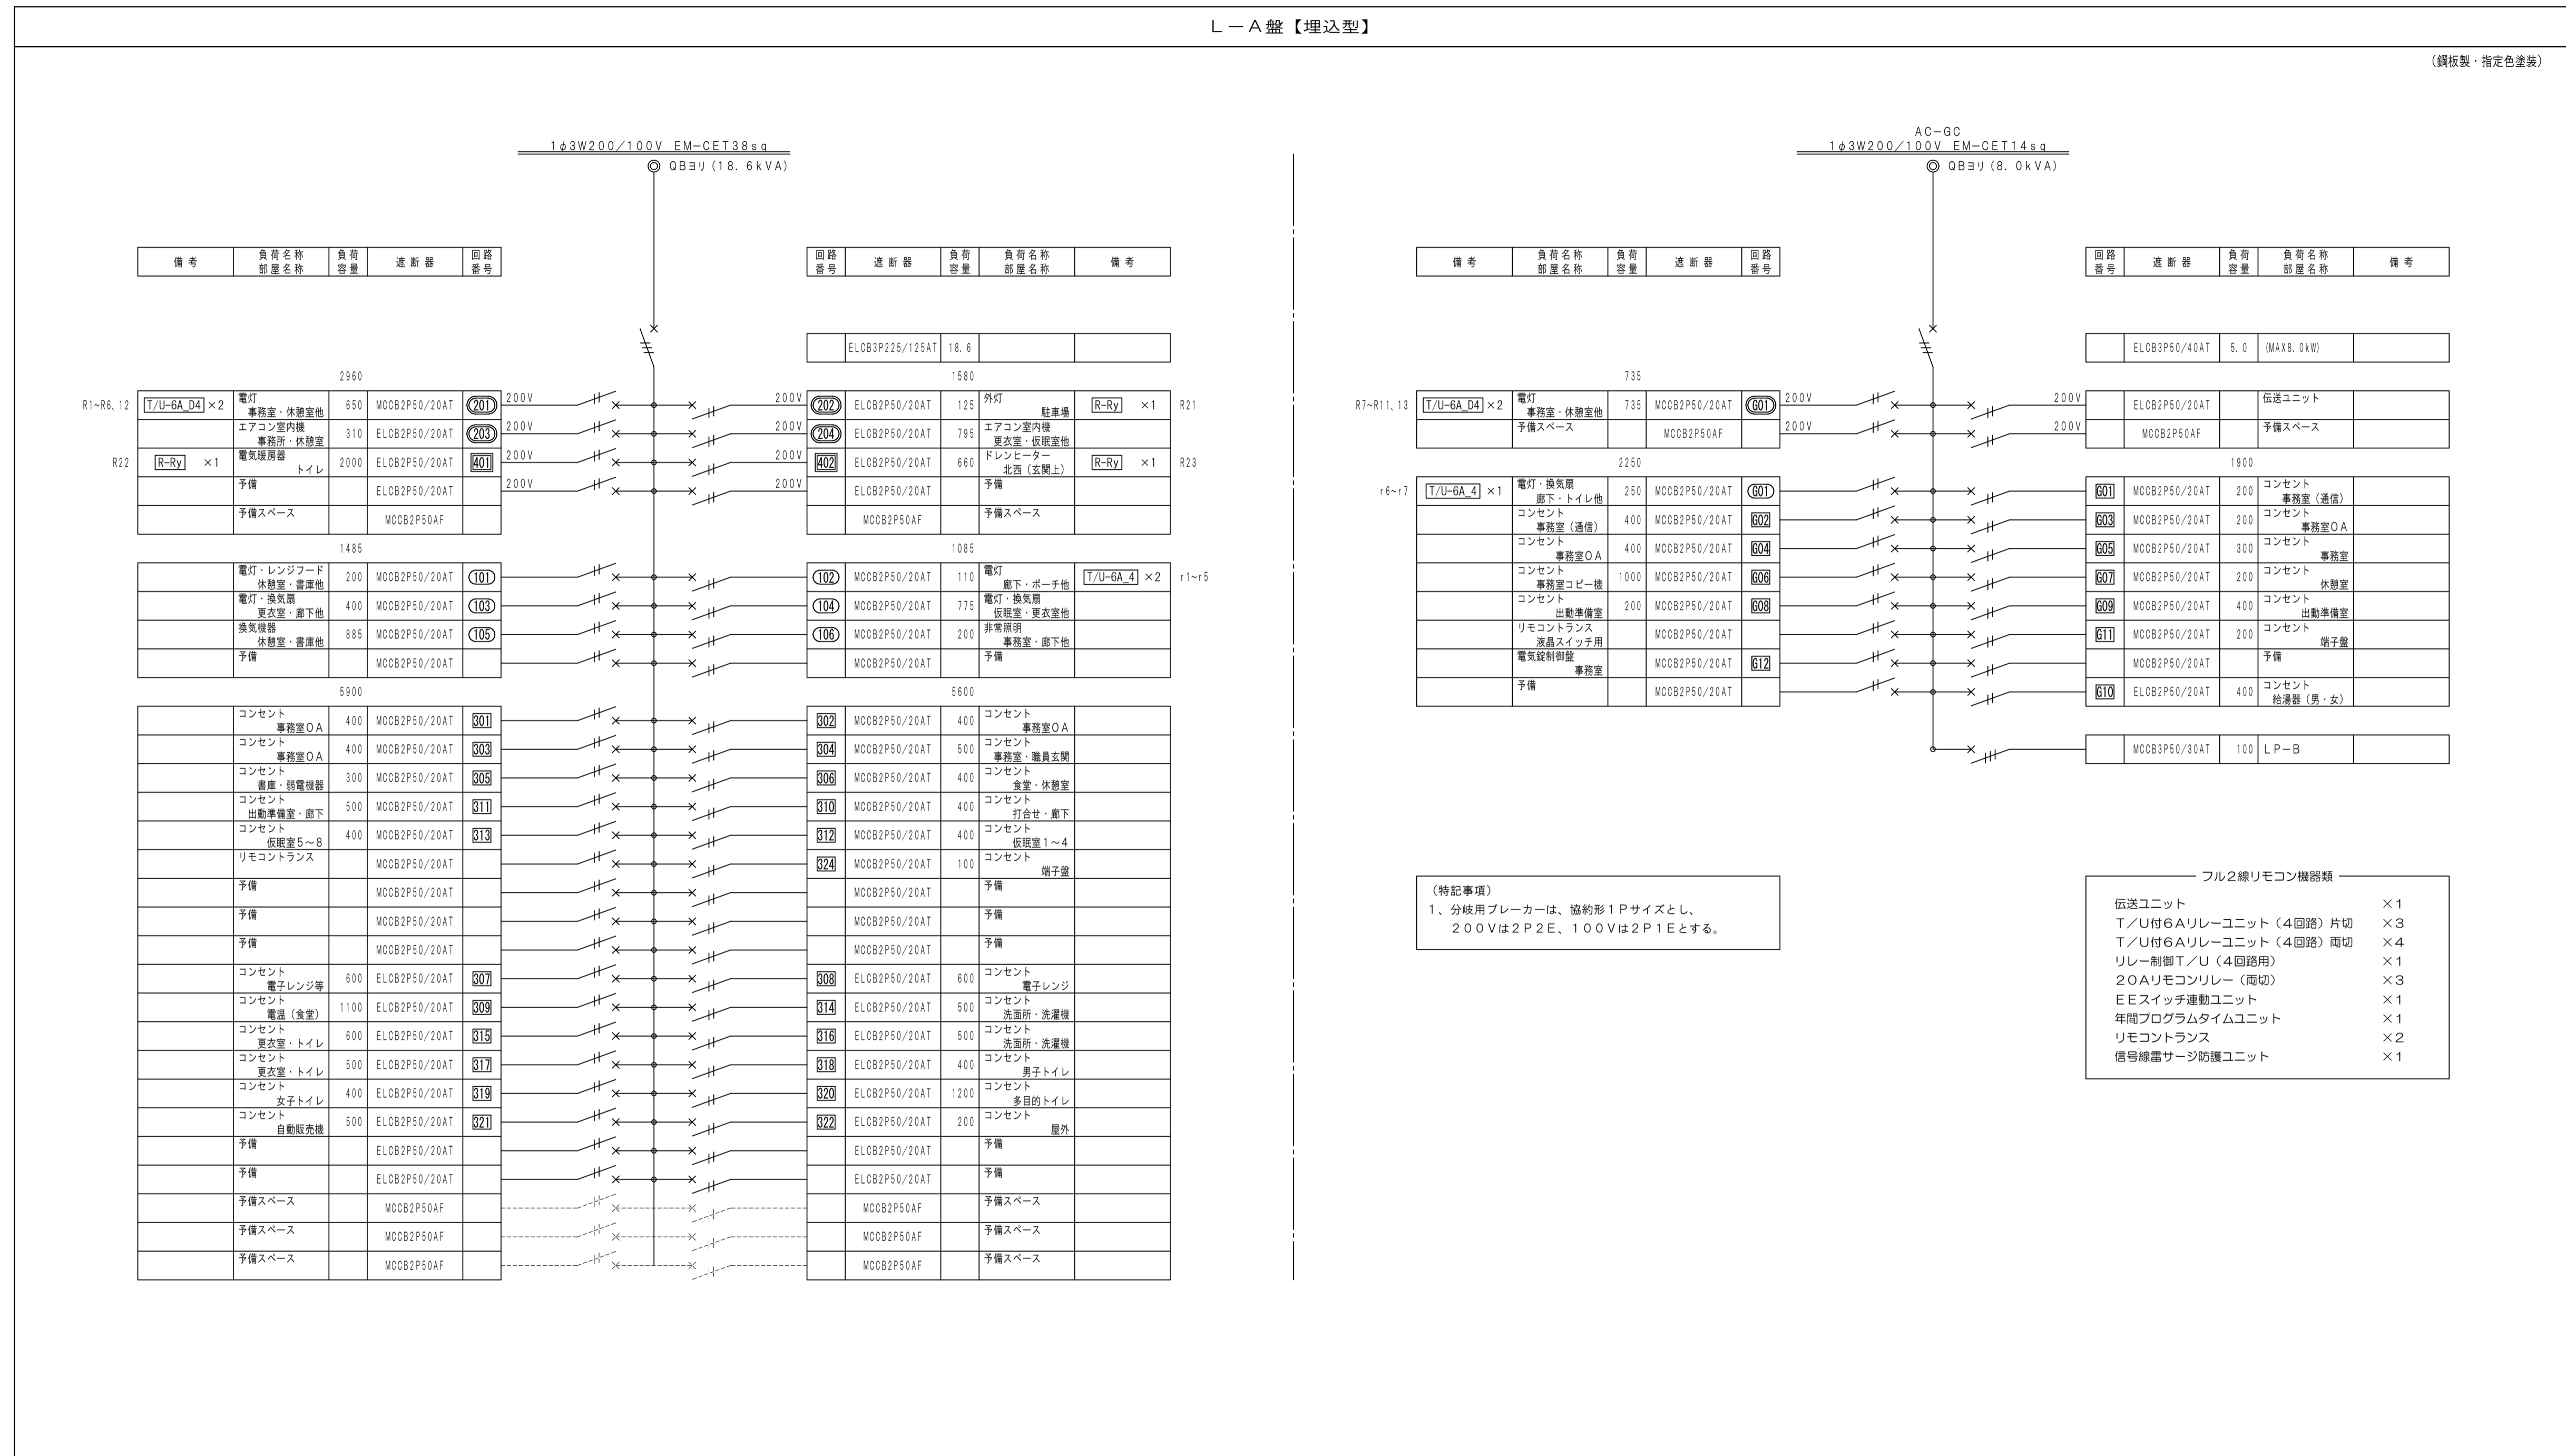 L－A盤【埋込型】
（鋼板製・指定色塗装）
1φ3W200／100V EM－CET38sq
QBヨリ（18.6kVA）
備考 負荷名称 部屋名称 負荷容量 遮断器 回路番号
回路番号 遮断器 負荷容量 負荷名称 部屋名称 備考
ELCB3P225/125AT 18.6
2960
1580
R1~R6,12 T/U-6A_D4 ×2 電灯 事務室・休憩室他 650 MCCB2P50/20AT 201 200V
200V 202 ELCB2P50/20AT 125 外灯 駐車場 R-Ry ×1 R21
エアコン室内機 事務所・休憩室 310 ELCB2P50/20AT 203 200V
200V 204 ELCB2P50/20AT 795 エアコン室内機 更衣室・仮眠室他
R22 R-Ry ×1 電気暖房器 トイレ 2000 ELCB2P50/20AT 401 200V
200V 402 ELCB2P50/20AT 660 ドレンヒーター 北西（玄関上） R-Ry ×1 R23
予備 ELCB2P50/20AT 200V
200V ELCB2P50/20AT 予備
予備スペース MCCB2P50AF
MCCB2P50AF 予備スペース
1485
1085
電灯・レンジフード 休憩室・書庫他 200 MCCB2P50/20AT 101
102 MCCB2P50/20AT 110 電灯 廊下・ポーチ他 T/U-6A_4 ×2 r1~r5
電灯・換気扇 更衣室・廊下他 400 MCCB2P50/20AT 103
104 MCCB2P50/20AT 775 電灯・換気扇 仮眠室・更衣室他
換気機器 休憩室・書庫他 885 MCCB2P50/20AT 105
106 MCCB2P50/20AT 200 非常照明 事務室・廊下他
予備 MCCB2P50/20AT
MCCB2P50/20AT 予備
5900
5600
コンセント 事務室OA 400 MCCB2P50/20AT 301
302 MCCB2P50/20AT 400 コンセント 事務室OA
コンセント 事務室OA 400 MCCB2P50/20AT 303
304 MCCB2P50/20AT 500 コンセント 事務室・職員玄関
コンセント 書庫・弱電機器 300 MCCB2P50/20AT 305
306 MCCB2P50/20AT 400 コンセント 食堂・休憩室
コンセント 出動準備室・廊下 500 MCCB2P50/20AT 311
310 MCCB2P50/20AT 400 コンセント 打合せ・廊下
コンセント 仮眠室5～8 400 MCCB2P50/20AT 313
312 MCCB2P50/20AT 400 コンセント 仮眠室1～4
リモコントランス MCCB2P50/20AT
324 MCCB2P50/20AT 100 コンセント 端子盤
予備 MCCB2P50/20AT
MCCB2P50/20AT 予備
予備 MCCB2P50/20AT
MCCB2P50/20AT 予備
予備 MCCB2P50/20AT
MCCB2P50/20AT 予備
コンセント 電子レンジ等 600 ELCB2P50/20AT 307
308 ELCB2P50/20AT 600 コンセント 電子レンジ
コンセント 電温（食堂） 1100 ELCB2P50/20AT 309
314 ELCB2P50/20AT 500 コンセント 洗面所・洗濯機
コンセント 更衣室・トイレ 600 ELCB2P50/20AT 315
316 ELCB2P50/20AT 500 コンセント 洗面所・洗濯機
コンセント 更衣室・トイレ 500 ELCB2P50/20AT 317
318 ELCB2P50/20AT 400 コンセント 男子トイレ
コンセント 女子トイレ 400 ELCB2P50/20AT 319
320 ELCB2P50/20AT 1200 コンセント 多目的トイレ
コンセント 自動販売機 500 ELCB2P50/20AT 321
322 ELCB2P50/20AT 200 コンセント 屋外
予備 ELCB2P50/20AT
ELCB2P50/20AT 予備
予備 ELCB2P50/20AT
ELCB2P50/20AT 予備
予備スペース MCCB2P50AF
MCCB2P50AF 予備スペース
予備スペース MCCB2P50AF
MCCB2P50AF 予備スペース
予備スペース MCCB2P50AF
MCCB2P50AF 予備スペース
AC－GC
1φ3W200／100V EM－CET14sq
QBヨリ（8.0kVA）
備考 負荷名称 部屋名称 負荷容量 遮断器 回路番号
回路番号 遮断器 負荷容量 負荷名称 部屋名称 備考
ELCB3P50/40AT 5.0 (MAX8.0kW)
735
R7~R11,13 T/U-6A_D4 ×2 電灯 事務室・休憩室他 735 MCCB2P50/20AT G01 200V
200V ELCB2P50/20AT 伝送ユニット
予備スペース MCCB2P50AF 200V
200V MCCB2P50AF 予備スペース
2250
1900
r6~r7 T/U-6A_4 ×1 電灯・換気扇 廊下・トイレ他 250 MCCB2P50/20AT G01
G01 MCCB2P50/20AT 200 コンセント 事務室（通信）
コンセント 事務室（通信） 400 MCCB2P50/20AT G02
G03 MCCB2P50/20AT 200 コンセント 事務室OA
コンセント 事務室OA 400 MCCB2P50/20AT G04
G05 MCCB2P50/20AT 300 コンセント 事務室
コンセント 事務室コピー機 1000 MCCB2P50/20AT G06
G07 MCCB2P50/20AT 200 コンセント 休憩室
コンセント 出動準備室 200 MCCB2P50/20AT G08
G09 MCCB2P50/20AT 400 コンセント 出動準備室
リモコントランス 液晶スイッチ用 MCCB2P50/20AT
G11 MCCB2P50/20AT 200 コンセント 端子盤
電気錠制御盤 事務室 MCCB2P50/20AT G12
MCCB2P50/20AT 予備
予備 MCCB2P50/20AT
G10 ELCB2P50/20AT 400 コンセント 給湯器（男・女）
MCCB3P50/30AT 100 LP－B
（特記事項）
1、分岐用ブレーカーは、協約形1Pサイズとし、
200Vは2P2E、100Vは2P1Eとする。
フル2線リモコン機器類
伝送ユニット ×1
T／U付6Aリレーユニット（4回路）片切 ×3
T／U付6Aリレーユニット（4回路）両切 ×4
リレー制御T／U（4回路用） ×1
20Aリモコンリレー（両切） ×3
EEスイッチ連動ユニット ×1
年間プログラムタイムユニット ×1
リモコントランス ×2
信号線雷サージ防護ユニット ×1